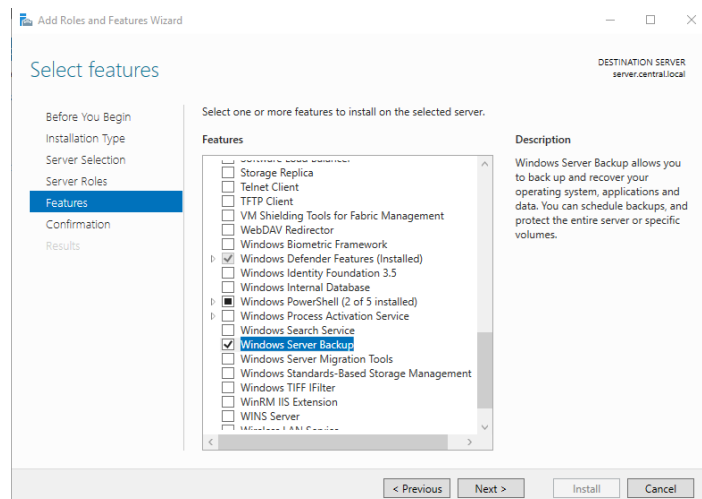 Add Roles and Features Wizard
Select features
DESTINATION SERVER
server.central.local
Before You Begin
Installation Type
Server Selection
Server Roles
Features
Confirmation
Results
Select one or more features to install on the selected server.
Features
Software Load Balancer
Storage Replica
Telnet Client
TFTP Client
VM Shielding Tools for Fabric Management
WebDAV Redirector
Windows Biometric Framework
Windows Defender Features (Installed)
Windows Identity Foundation 3.5
Windows Internal Database
Windows PowerShell (2 of 5 installed)
Windows Process Activation Service
Windows Search Service
Windows Server Backup
Windows Server Migration Tools
Windows Standards-Based Storage Management
Windows TIFF IFilter
WinRM IIS Extension
WINS Server
Wireless LAN Service
Description
Windows Server Backup allows you
to back up and recover your
operating system, applications and
data. You can schedule backups, and
protect the entire server or specific
volumes.
< Previous
Next >
Install
Cancel